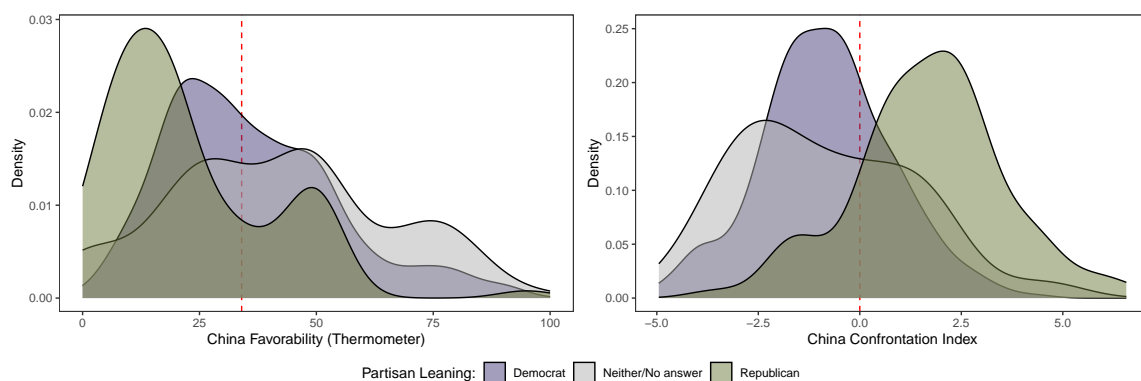 0.03
0.02
0.01
0.00
Density
0 25 50 75 100
China Favorability (Thermometer)
0.25
0.20
0.15
0.10
0.05
0.00
Density
−5.0 −2.5 0.0 2.5 5.0
China Confrontation Index
Partisan Leaning: Democrat Neither/No answer Republican